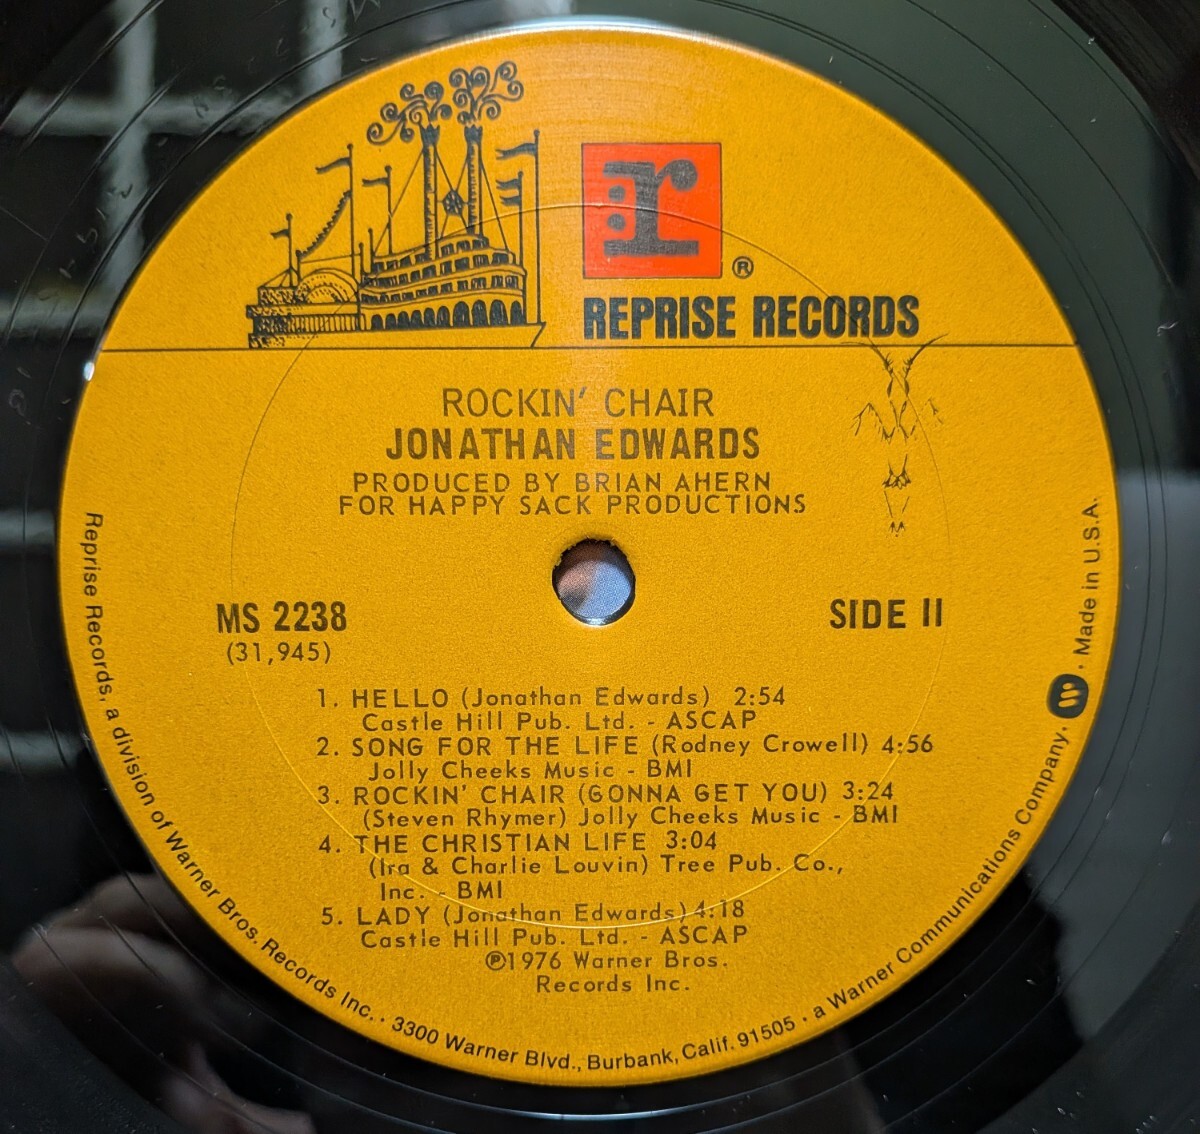 r
®
REPRISE RECORDS
ROCKIN' CHAIR
JONATHAN EDWARDS
PRODUCED BY BRIAN AHERN
FOR HAPPY SACK PRODUCTIONS
MS 2238
(31,945)
SIDE II
1. HELLO (Jonathan Edwards) 2:54
Castle Hill Pub. Ltd. - ASCAP
2. SONG FOR THE LIFE (Rodney Crowell) 4:56
Jolly Cheeks Music - BMI
3. ROCKIN' CHAIR (GONNA GET YOU) 3:24
(Steven Rhymer) Jolly Cheeks Music - BMI
4. THE CHRISTIAN LIFE 3:04
(Ira & Charlie Louvin) Tree Pub. Co.,
Inc. - BMI
5. LADY (Jonathan Edwards) 4:18
Castle Hill Pub. Ltd. - ASCAP
℗1976 Warner Bros.
Records Inc.
Reprise Records, a division of Warner Bros. Records Inc. · 3300 Warner Blvd., Burbank, Calif. 91505 · a Warner Communications Company. W · Made in U.S.A.